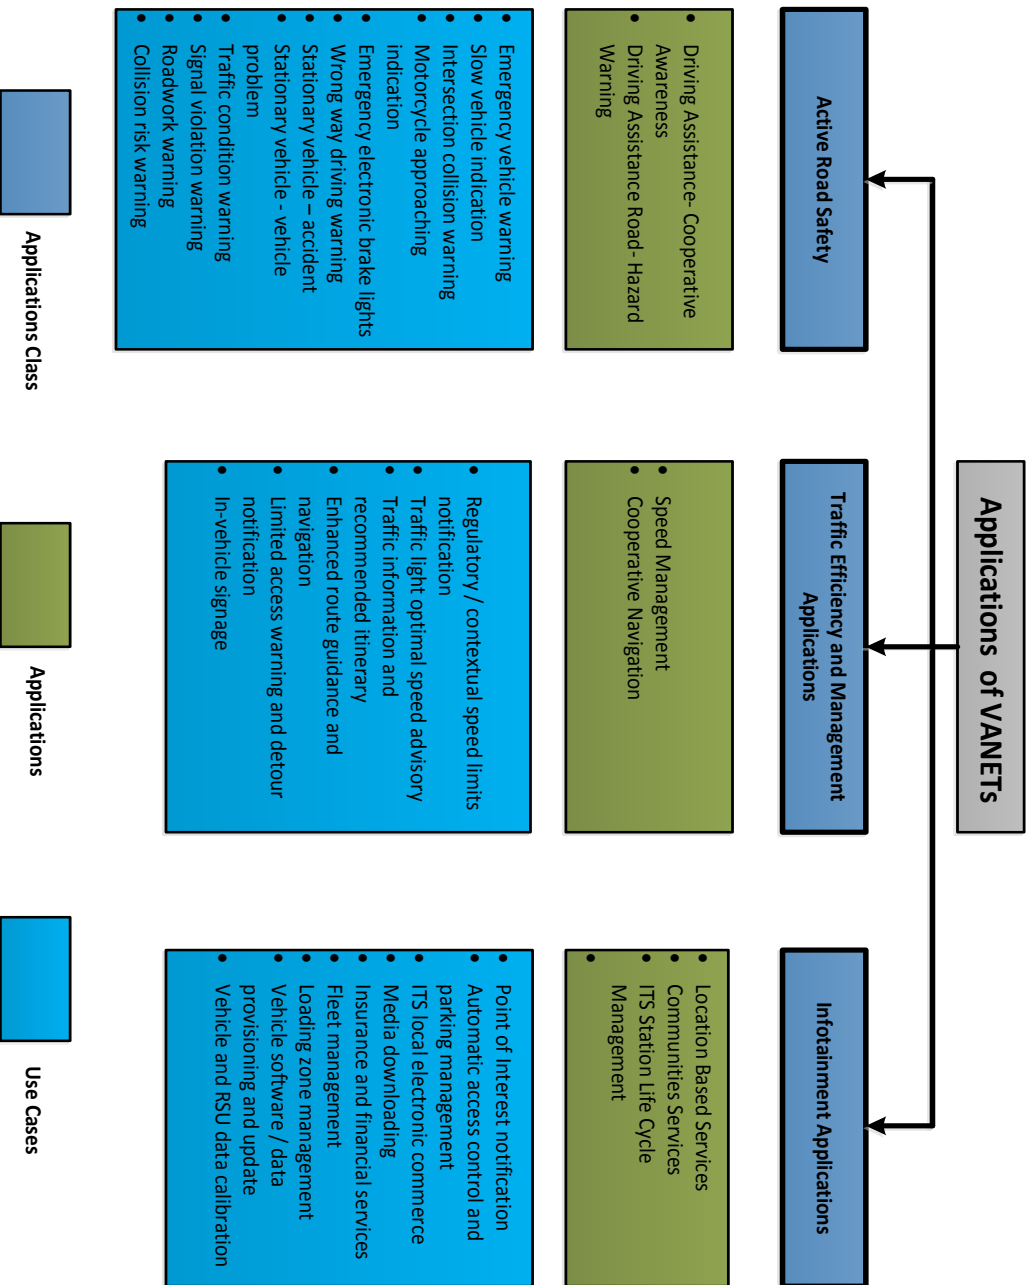 Applications of VANETs
Active Road Safety
Traffic Efficiency and Management
Applications
Infotainment Applications
• Driving Assistance- Cooperative
Awareness
• Driving Assistance Road- Hazard
Warning
• Speed Management
• Cooperative Navigation
• Location Based Services
• Communities Services
• ITS Station Life Cycle
Management
•
• Emergency vehicle warning
• Slow vehicle indication
• Intersection collision warning
• Motorcycle approaching
indication
• Emergency electronic brake lights
• Wrong way driving warning
• Stationary vehicle – accident
• Stationary vehicle - vehicle
problem
• Traffic condition warning
• Signal violation warning
• Roadwork warning
• Collision risk warning
• Regulatory / contextual speed limits
notification
• Traffic light optimal speed advisory
• Traffic information and
recommended itinerary
• Enhanced route guidance and
navigation
• Limited access warning and detour
notification
• In-vehicle signage
• Point of Interest notification
• Automatic access control and
parking management
• ITS local electronic commerce
• Media downloading
• Insurance and financial services
• Fleet management
• Loading zone management
• Vehicle software / data
provisioning and update
• Vehicle and RSU data calibration
Applications Class
Applications
Use Cases